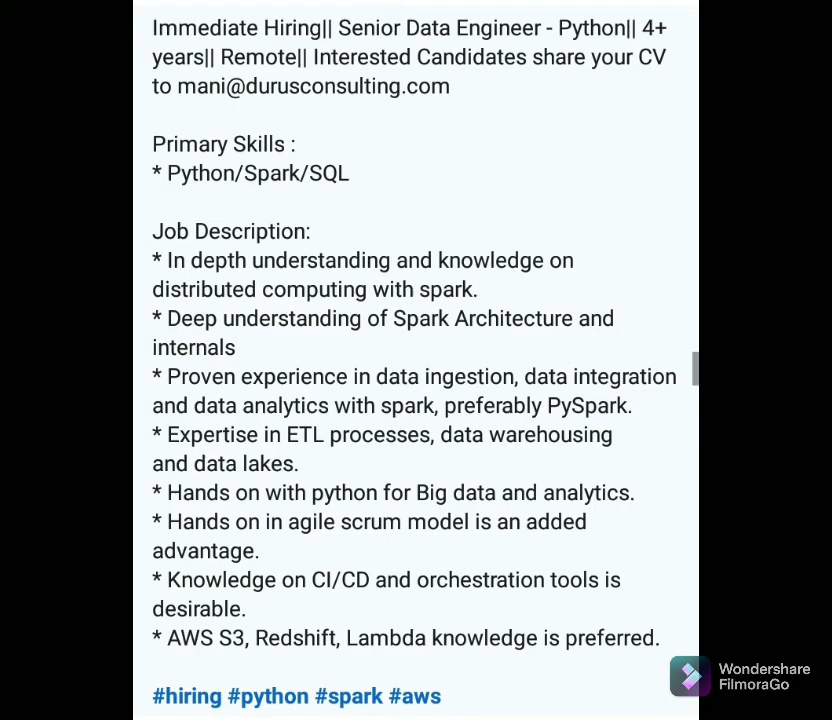 Immediate Hiring|| Senior Data Engineer - Python|| 4+
years|| Remote|| Interested Candidates share your CV
to mani@durusconsulting.com
Primary Skills :
* Python/Spark/SQL
Job Description:
* In depth understanding and knowledge on
distributed computing with spark.
* Deep understanding of Spark Architecture and
internals
* Proven experience in data ingestion, data integration
and data analytics with spark, preferably PySpark.
* Expertise in ETL processes, data warehousing
and data lakes.
* Hands on with python for Big data and analytics.
* Hands on in agile scrum model is an added
advantage.
* Knowledge on CI/CD and orchestration tools is
desirable.
* AWS S3, Redshift, Lambda knowledge is preferred.
#hiring #python #spark #aws
Wondershare
FilmoraGo